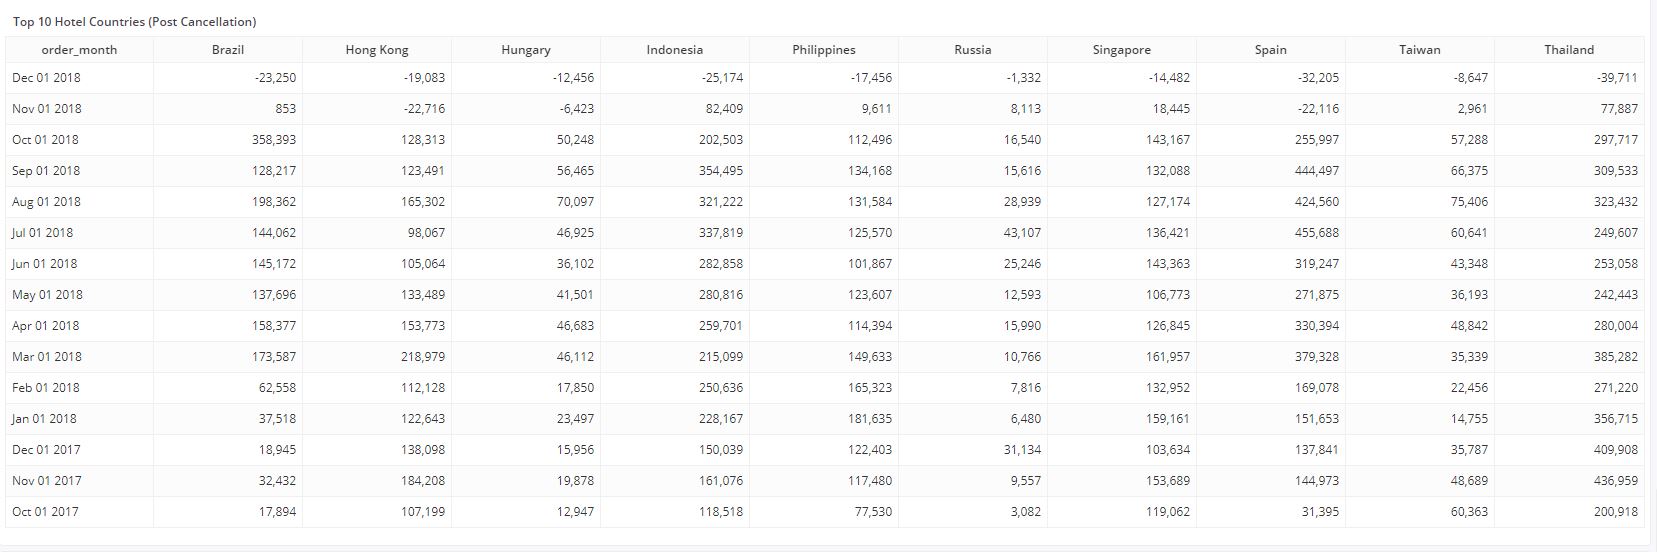 Top 10 Hotel Countries (Post Cancellation)
order_month Brazil Hong Kong Hungary Indonesia Philippines Russia Singapore Spain Taiwan Thailand
Dec 01 2018 -23,250 -19,083 -12,456 -25,174 -17,456 -1,332 -14,482 -32,205 -8,647 -39,711
Nov 01 2018 853 -22,716 -6,423 82,409 9,611 8,113 18,445 -22,116 2,961 77,887
Oct 01 2018 358,393 128,313 50,248 202,503 112,496 16,540 143,167 255,997 57,288 297,717
Sep 01 2018 128,217 123,491 56,465 354,495 134,168 15,616 132,088 444,497 66,375 309,533
Aug 01 2018 198,362 165,302 70,097 321,222 131,584 28,939 127,174 424,560 75,406 323,432
Jul 01 2018 144,062 98,067 46,925 337,819 125,570 43,107 136,421 455,688 60,641 249,607
Jun 01 2018 145,172 105,064 36,102 282,858 101,867 25,246 143,363 319,247 43,348 253,058
May 01 2018 137,696 133,489 41,501 280,816 123,607 12,593 106,773 271,875 36,193 242,443
Apr 01 2018 158,377 153,773 46,683 259,701 114,394 15,990 126,845 330,394 48,842 280,004
Mar 01 2018 173,587 218,979 46,112 215,099 149,633 10,766 161,957 379,328 35,339 385,282
Feb 01 2018 62,558 112,128 17,850 250,636 165,323 7,816 132,952 169,078 22,456 271,220
Jan 01 2018 37,518 122,643 23,497 228,167 181,635 6,480 159,161 151,653 14,755 356,715
Dec 01 2017 18,945 138,098 15,956 150,039 122,403 31,134 103,634 137,841 35,787 409,908
Nov 01 2017 32,432 184,208 19,878 161,076 117,480 9,557 153,689 144,973 48,689 436,959
Oct 01 2017 17,894 107,199 12,947 118,518 77,530 3,082 119,062 31,395 60,363 200,918